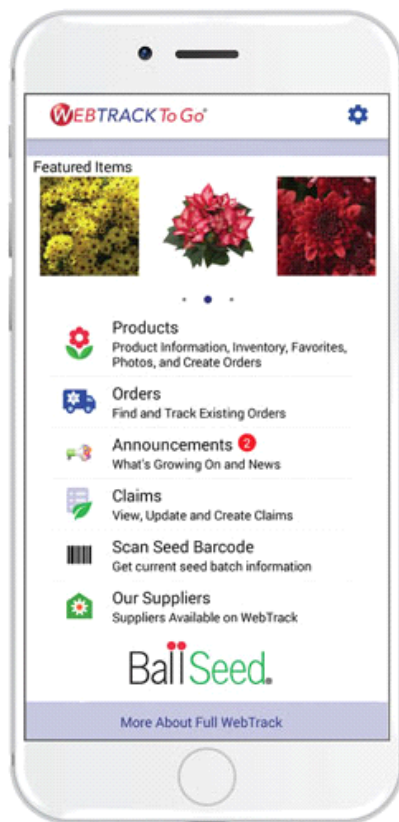 WEBTRACK To Go®
Featured Items
Products
Product Information, Inventory, Favorites,
Photos, and Create Orders
Orders
Find and Track Existing Orders
Announcements 2
What's Growing On and News
Claims
View, Update and Create Claims
Scan Seed Barcode
Get current seed batch information
Our Suppliers
Suppliers Available on WebTrack
Ball Seed®
More About Full WebTrack